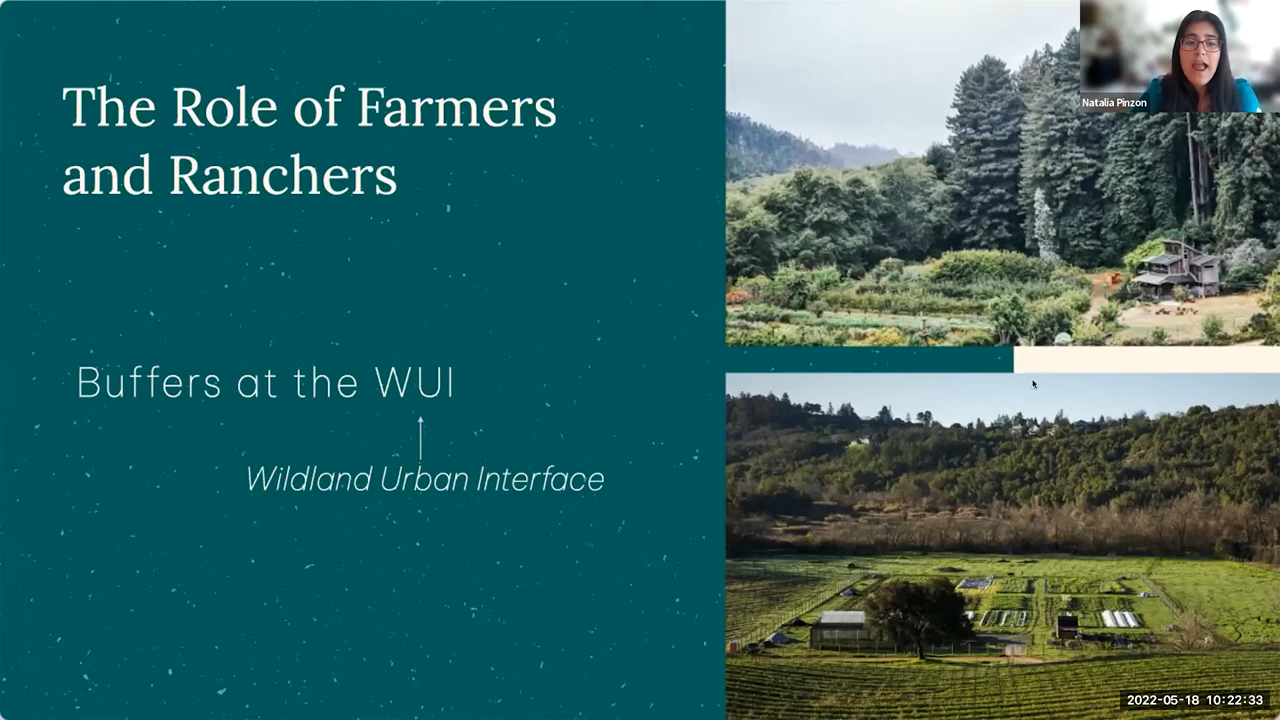 The Role of Farmers
and Ranchers
Buffers at the WUI
Wildland Urban Interface
Natalia Pinzon
2022-05-18 10:22:33